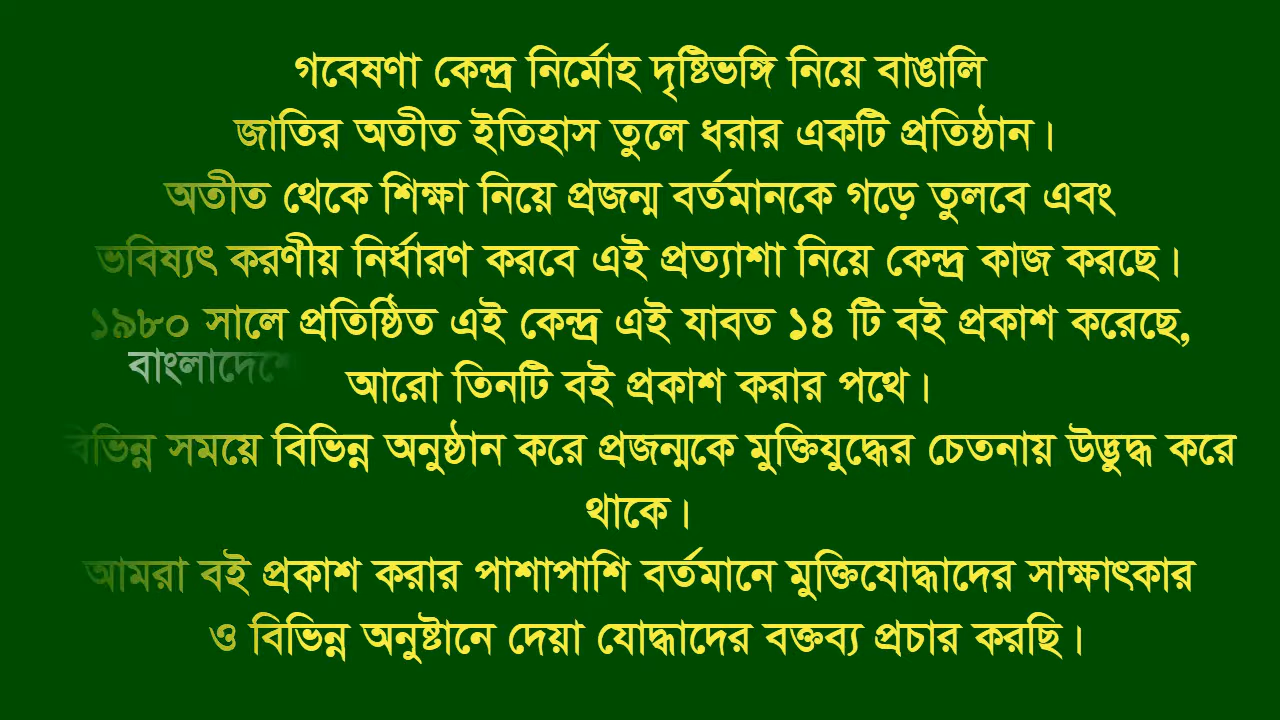 গবেষণা কেন্দ্র নির্মোহ দৃষ্টিভঙ্গি নিয়ে বাঙালি
জাতির অতীত ইতিহাস তুলে ধরার একটি প্রতিষ্ঠান।
অতীত থেকে শিক্ষা নিয়ে প্রজন্ম বর্তমানকে গড়ে তুলবে এবং
ভবিষ্যৎ করণীয় নির্ধারণ করবে এই প্রত্যাশা নিয়ে কেন্দ্র কাজ করছে।
১৯৮০ সালে প্রতিষ্ঠিত এই কেন্দ্র এই যাবত ১৪ টি বই প্রকাশ করেছে,
আরো তিনটি বই প্রকাশ করার পথে।
বিভিন্ন সময়ে বিভিন্ন অনুষ্ঠান করে প্রজন্মকে মুক্তিযুদ্ধের চেতনায় উদ্ভুদ্ধ করে
থাকে।
আমরা বই প্রকাশ করার পাশাপাশি বর্তমানে মুক্তিযোদ্ধাদের সাক্ষাৎকার
ও বিভিন্ন অনুষ্টানে দেয়া যোদ্ধাদের বক্তব্য প্রচার করছি।